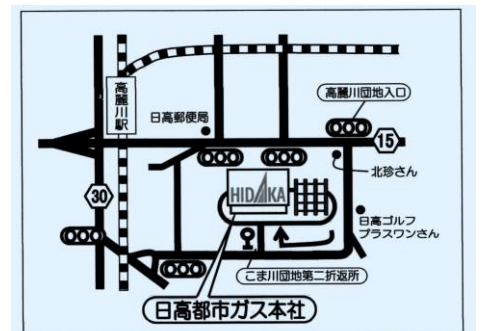 高麗川駅
日高郵便局
高麗川団地入口
15
北珍さん
HIDAKA
30
日高ゴルフ
プラスワンさん
こま川団地第二折返所
日高都市ガス本社